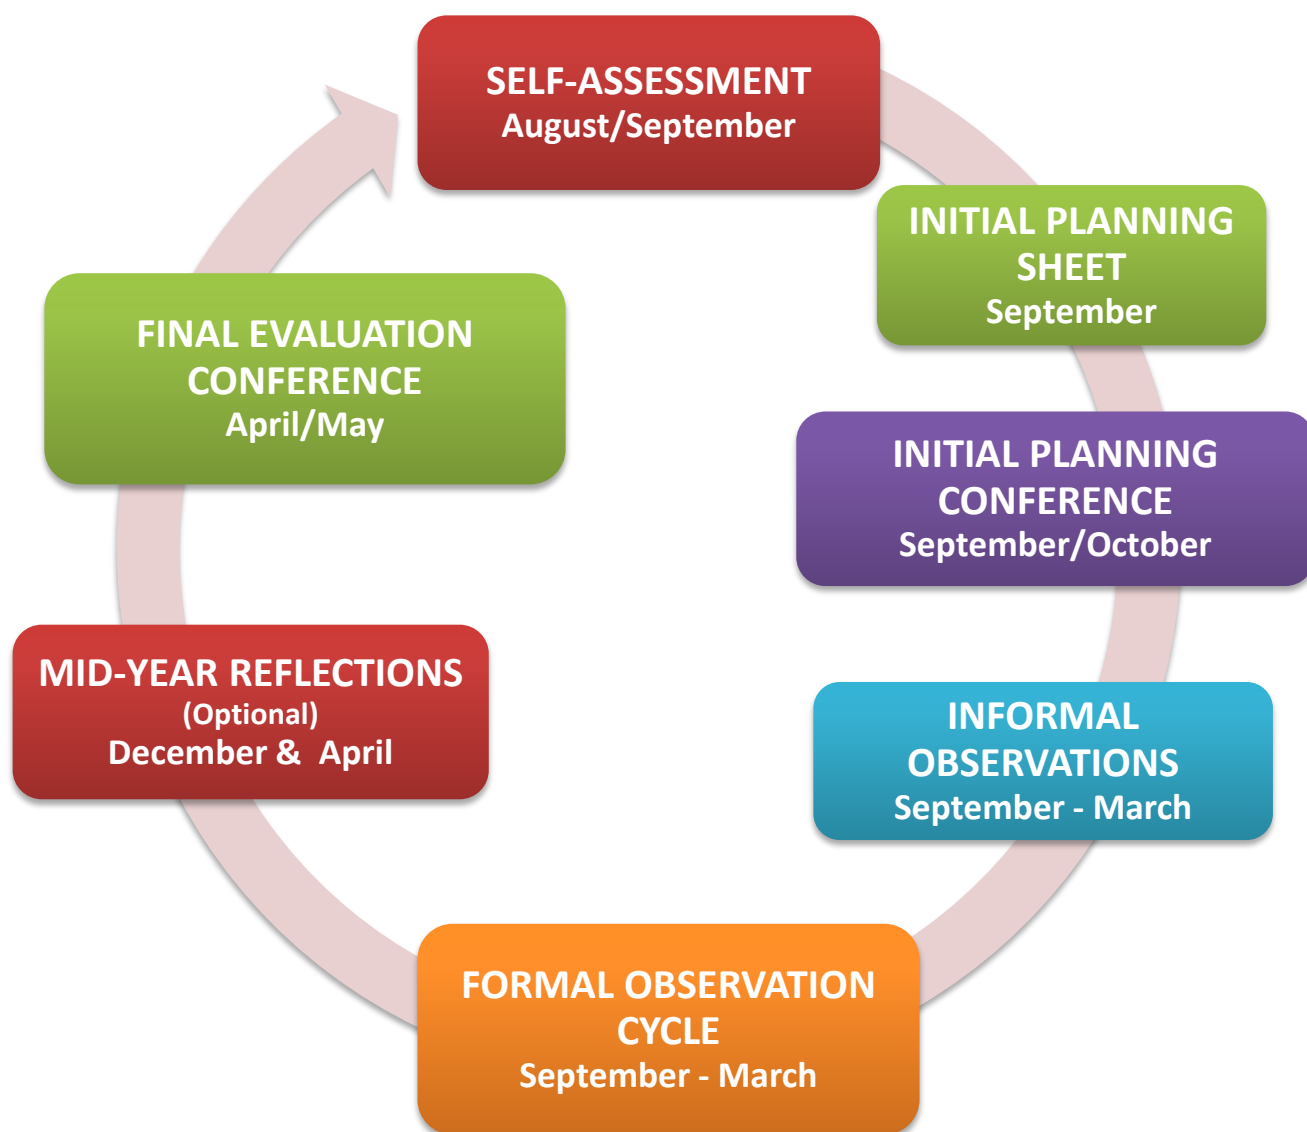 SELF-ASSESSMENT
August/September
INITIAL PLANNING
SHEET
September
INITIAL PLANNING
CONFERENCE
September/October
INFORMAL
OBSERVATIONS
September - March
FORMAL OBSERVATION
CYCLE
September - March
MID-YEAR REFLECTIONS
(Optional)
December &  April
FINAL EVALUATION
CONFERENCE
April/May